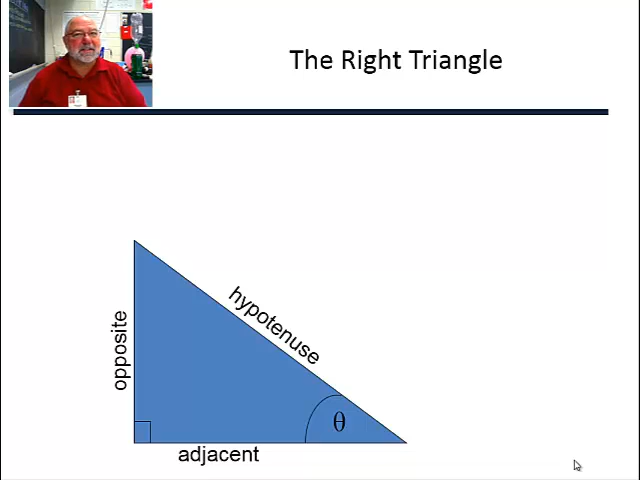 The Right Triangle
hypotenuse
opposite
θ
adjacent